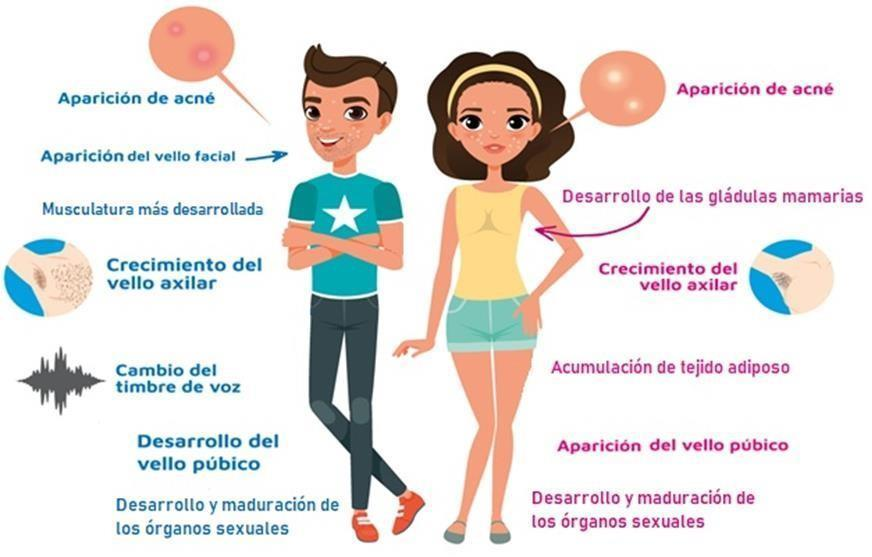 Aparición de acné
Aparición del vello facial
Musculatura más desarrollada
Crecimiento del
vello axilar
Cambio del
timbre de voz
Desarrollo del
vello púbico
Desarrollo y maduración de
los órganos sexuales
Aparición de acné
Desarrollo de las gládulas mamarias
Crecimiento del
vello axilar
Acumulación de tejido adiposo
Aparición del vello púbico
Desarrollo y maduración de
los órganos sexuales